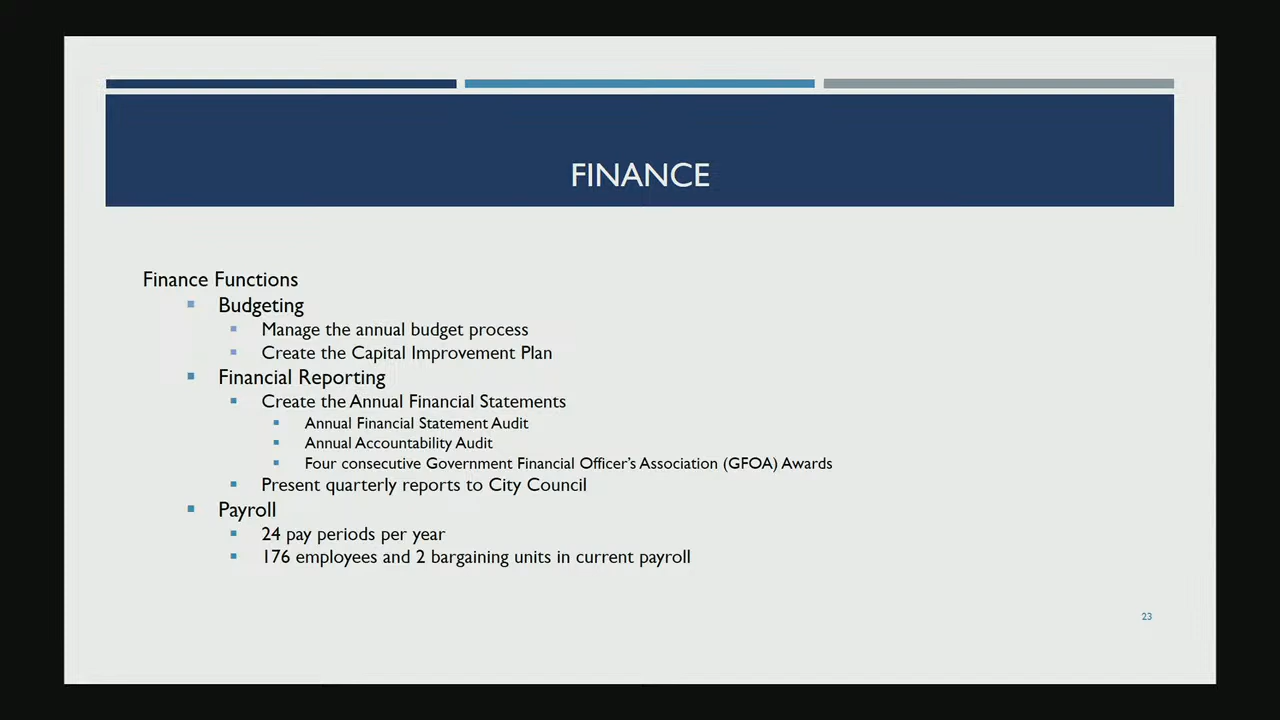 FINANCE
Finance Functions
Budgeting
Manage the annual budget process
Create the Capital Improvement Plan
Financial Reporting
Create the Annual Financial Statements
Annual Financial Statement Audit
Annual Accountability Audit
Four consecutive Government Financial Officer's Association (GFOA) Awards
Present quarterly reports to City Council
Payroll
24 pay periods per year
176 employees and 2 bargaining units in current payroll
23